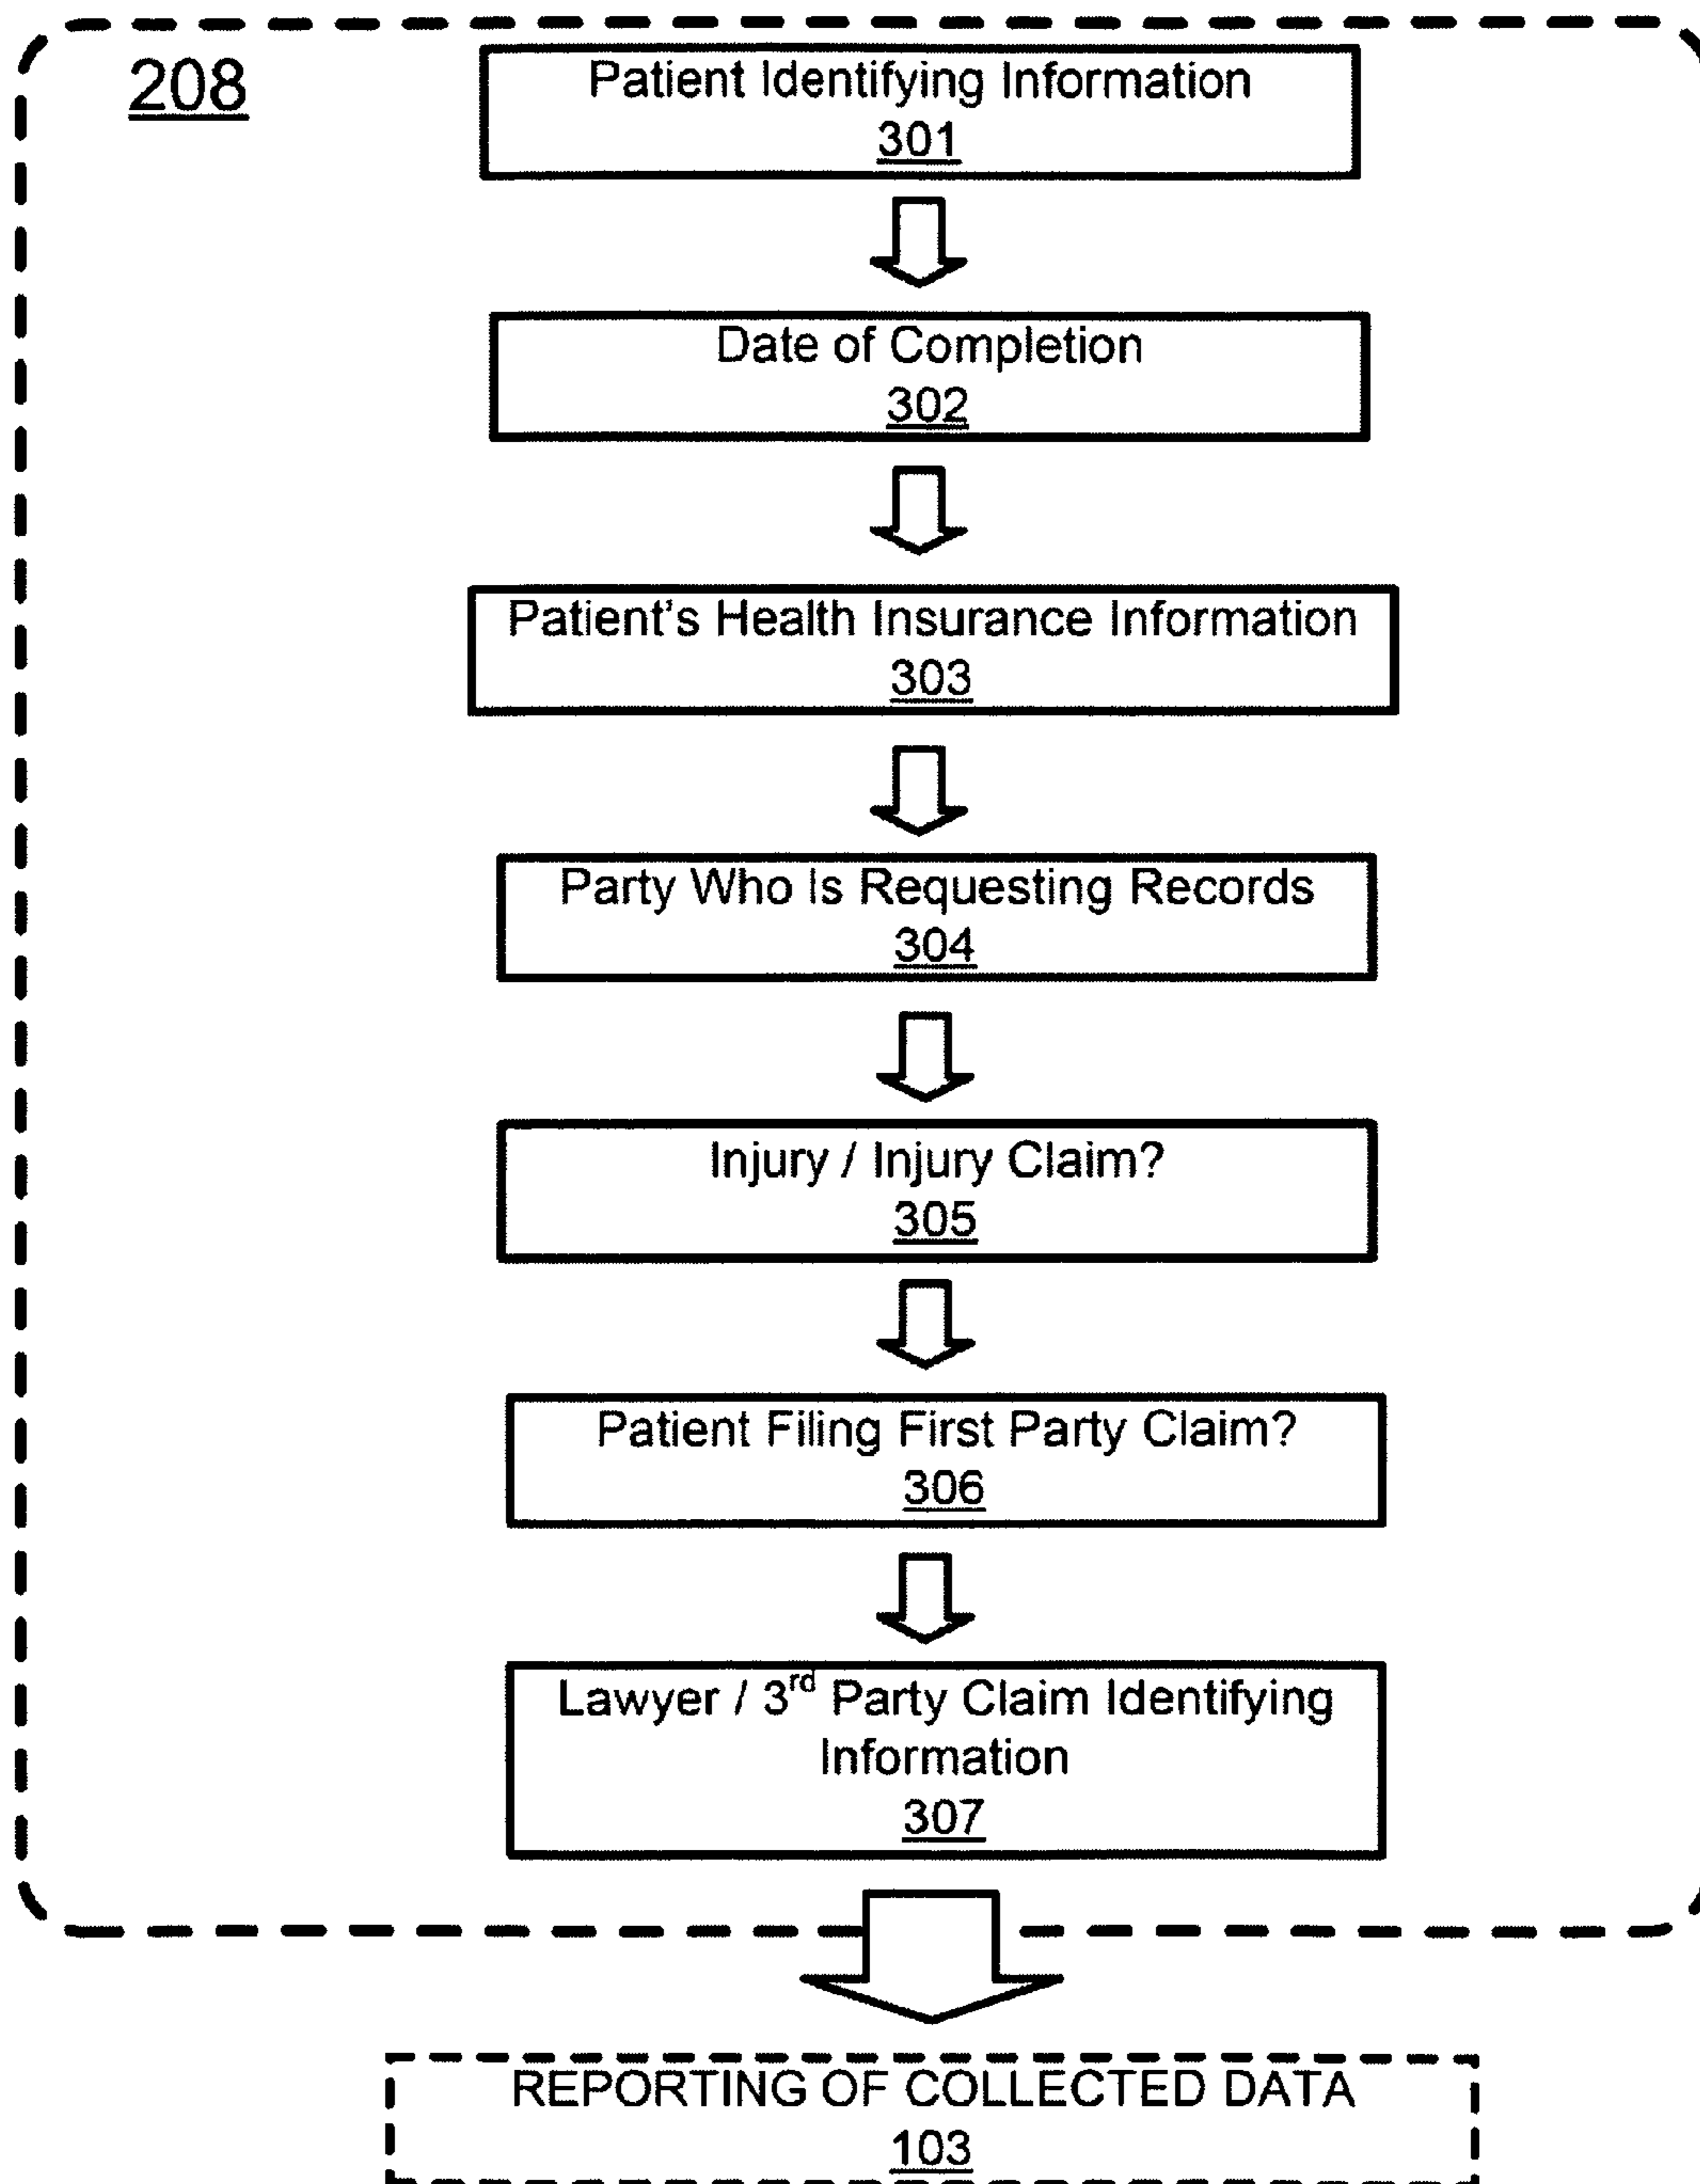 208
Patient Identifying Information
301
Date of Completion
302
Patient's Health Insurance Information
303
Party Who Is Requesting Records
304
Injury / Injury Claim?
305
Patient Filing First Party Claim?
306
Lawyer / 3rd Party Claim Identifying
Information
307
REPORTING OF COLLECTED DATA
103